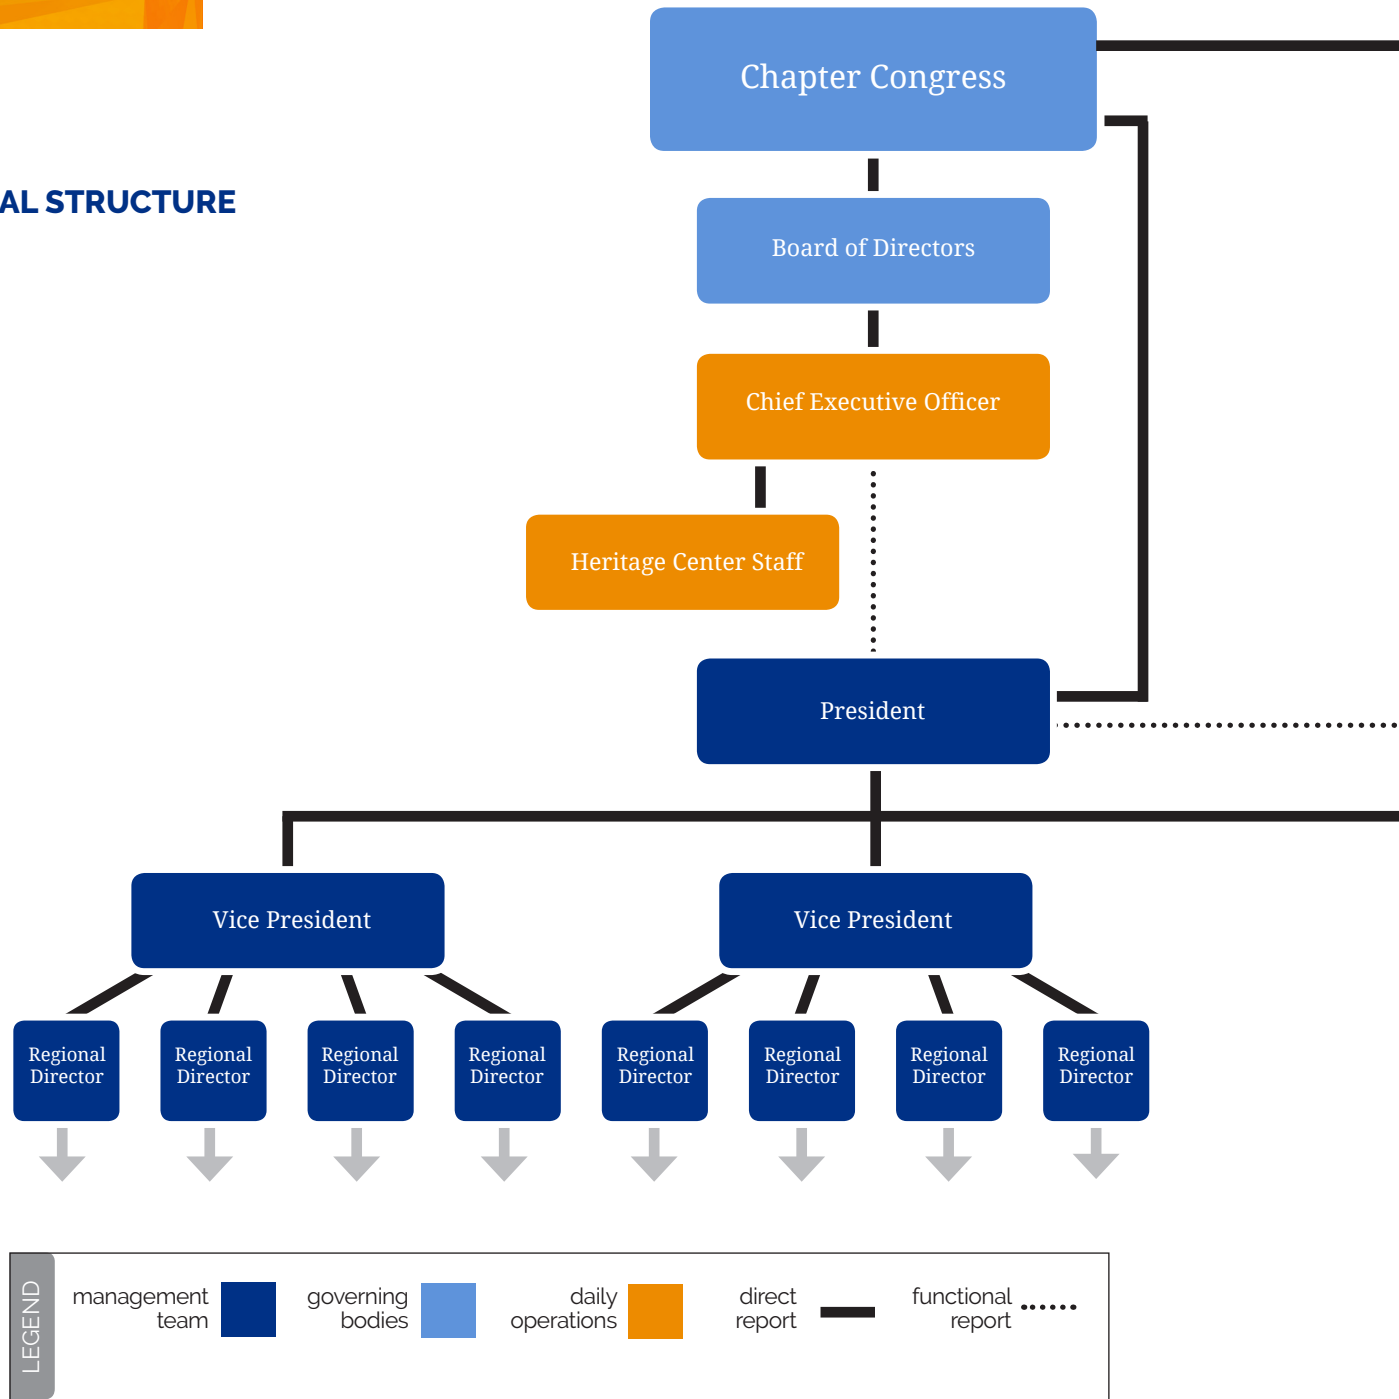 Chapter Congress
AL STRUCTURE
Board of Directors
Chief Executive Officer
Heritage Center Staff
President
Vice President
Vice President
Regional
Director
Regional
Director
Regional
Director
Regional
Director
Regional
Director
Regional
Director
Regional
Director
Regional
Director
LEGEND
management
team
governing
bodies
daily
operations
direct
report
functional
report